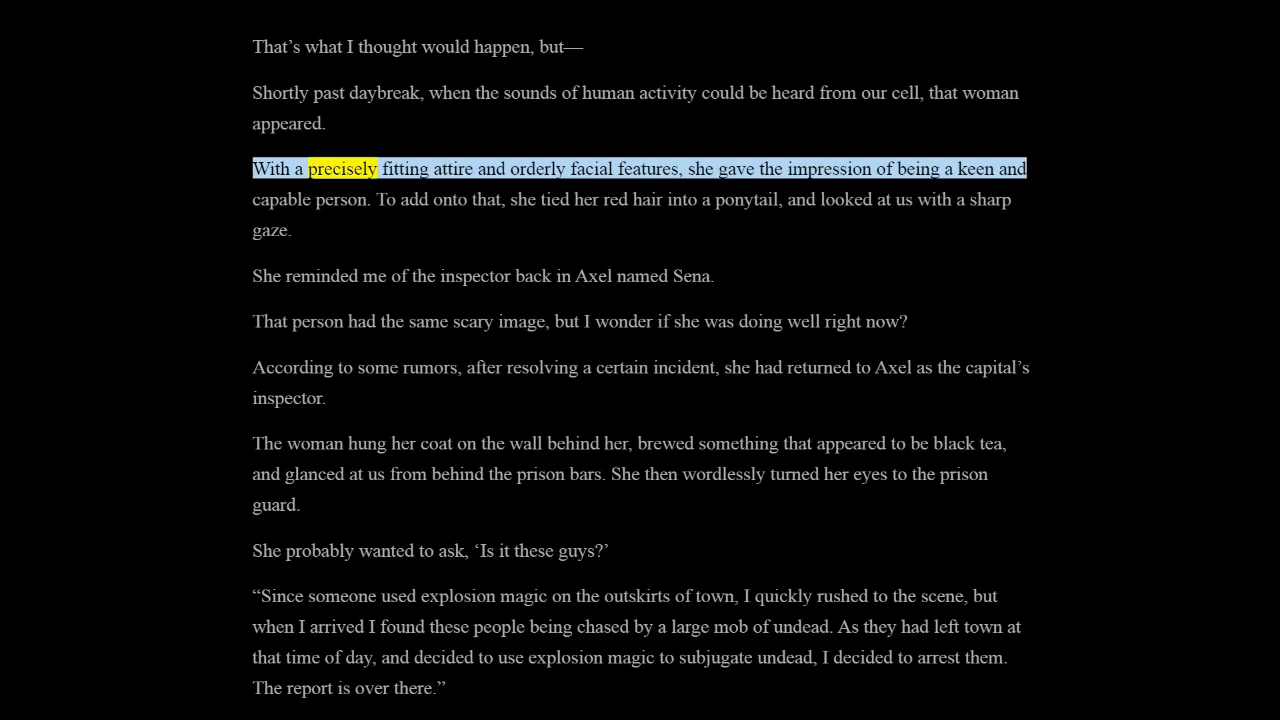 That’s what I thought would happen, but—
Shortly past daybreak, when the sounds of human activity could be heard from our cell, that woman
appeared.
With a precisely fitting attire and orderly facial features, she gave the impression of being a keen and
capable person. To add onto that, she tied her red hair into a ponytail, and looked at us with a sharp
gaze.
She reminded me of the inspector back in Axel named Sena.
That person had the same scary image, but I wonder if she was doing well right now?
According to some rumors, after resolving a certain incident, she had returned to Axel as the capital’s
inspector.
The woman hung her coat on the wall behind her, brewed something that appeared to be black tea,
and glanced at us from behind the prison bars. She then wordlessly turned her eyes to the prison
guard.
She probably wanted to ask, ‘Is it these guys?’
“Since someone used explosion magic on the outskirts of town, I quickly rushed to the scene, but
when I arrived I found these people being chased by a large mob of undead. As they had left town at
that time of day, and decided to use explosion magic to subjugate undead, I decided to arrest them.
The report is over there.”